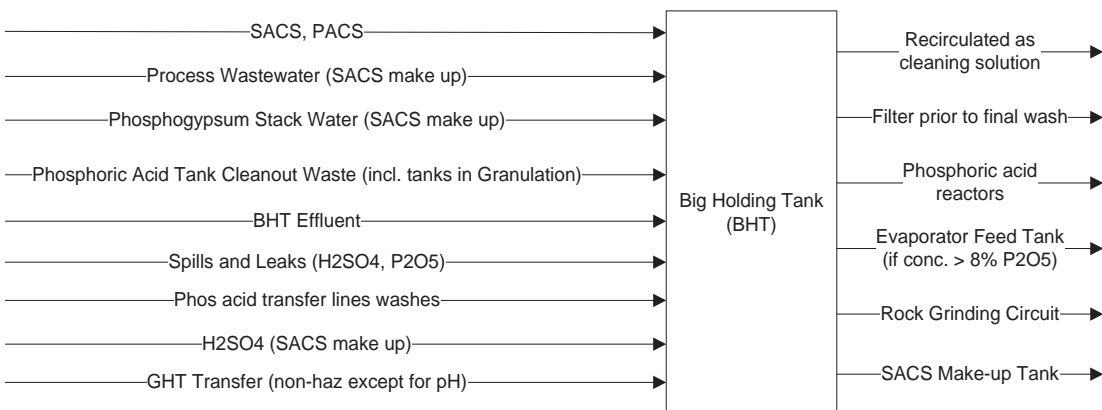 SACS, PACS
Process Wastewater (SACS make up)
Phosphogypsum Stack Water (SACS make up)
Phosphoric Acid Tank Cleanout Waste (incl. tanks in Granulation)
BHT Effluent
Spills and Leaks (H2SO4, P2O5)
Phos acid transfer lines washes
H2SO4 (SACS make up)
GHT Transfer (non-haz except for pH)
Big Holding Tank
(BHT)
Recirculated as
cleaning solution
Filter prior to final wash
Phosphoric acid
reactors
Evaporator Feed Tank
(if conc. > 8% P2O5)
Rock Grinding Circuit
SACS Make-up Tank